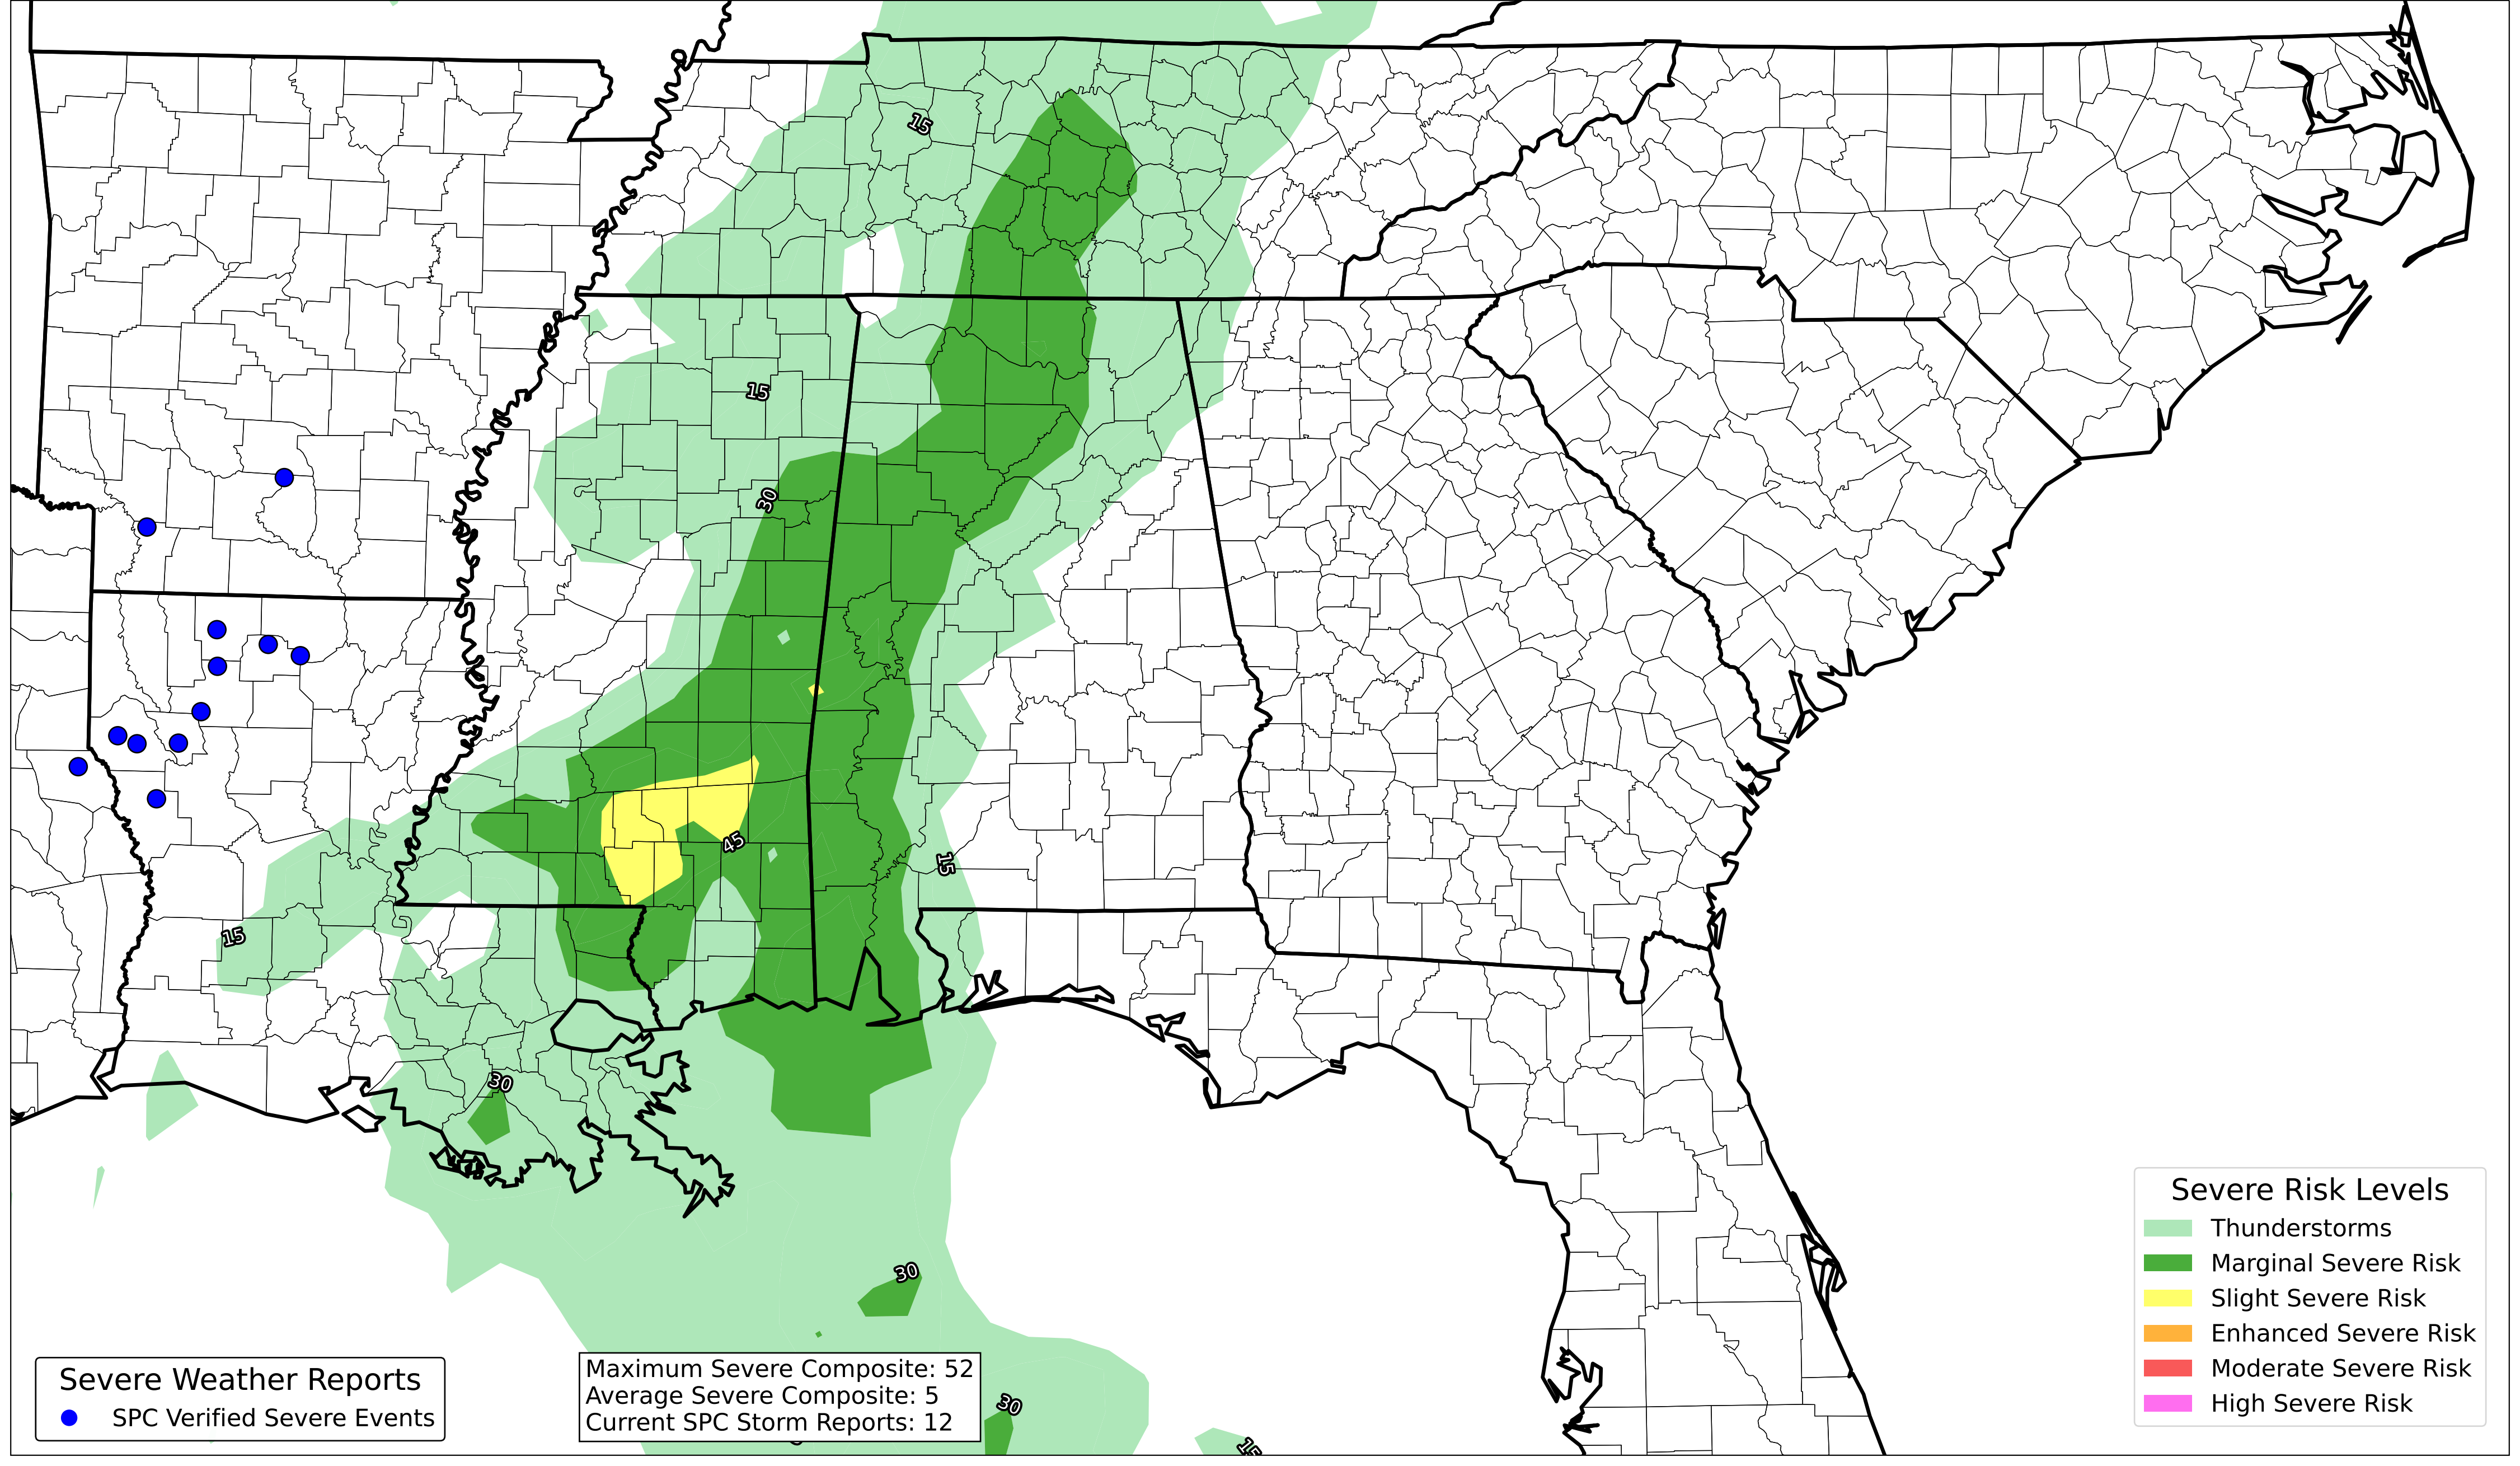 15
15
30
45
15
15
30
30
30
15
Severe Weather Reports
SPC Verified Severe Events
Maximum Severe Composite: 52
Average Severe Composite: 5
Current SPC Storm Reports: 12
Severe Risk Levels
Thunderstorms
Marginal Severe Risk
Slight Severe Risk
Enhanced Severe Risk
Moderate Severe Risk
High Severe Risk